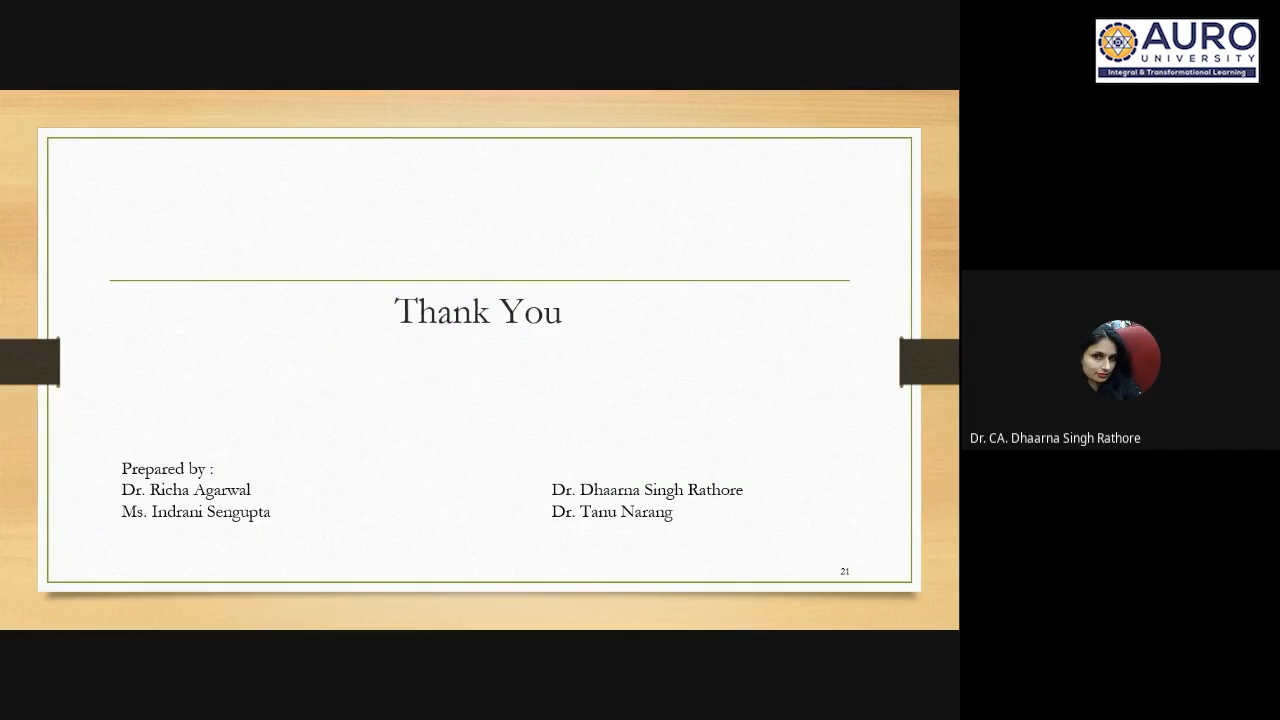 AURO
UNIVERSITY
Integral & Transformational Learning
Thank You
Prepared by :
Dr. Richa Agarwal
Dr. Dhaarna Singh Rathore
Ms. Indrani Sengupta
Dr. Tanu Narang
21
Dr. CA. Dhaarna Singh Rathore